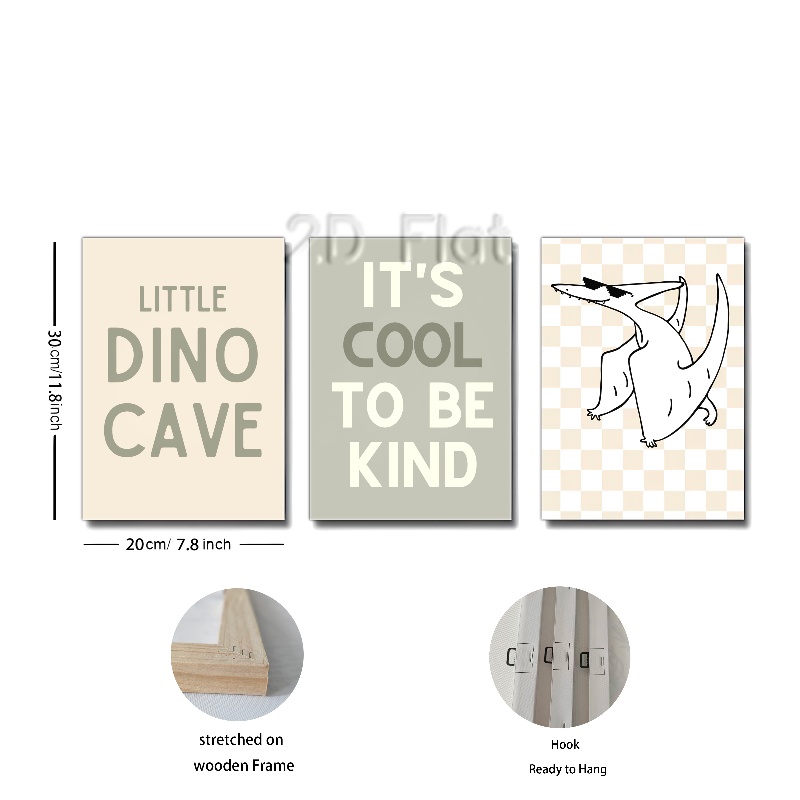 2D Flat
LITTLE
DINO
CAVE
IT'S
COOL
TO BE
KIND
30cm/11.8inch
20cm/ 7.8 inch
stretched on
wooden Frame
Hook
Ready to Hang